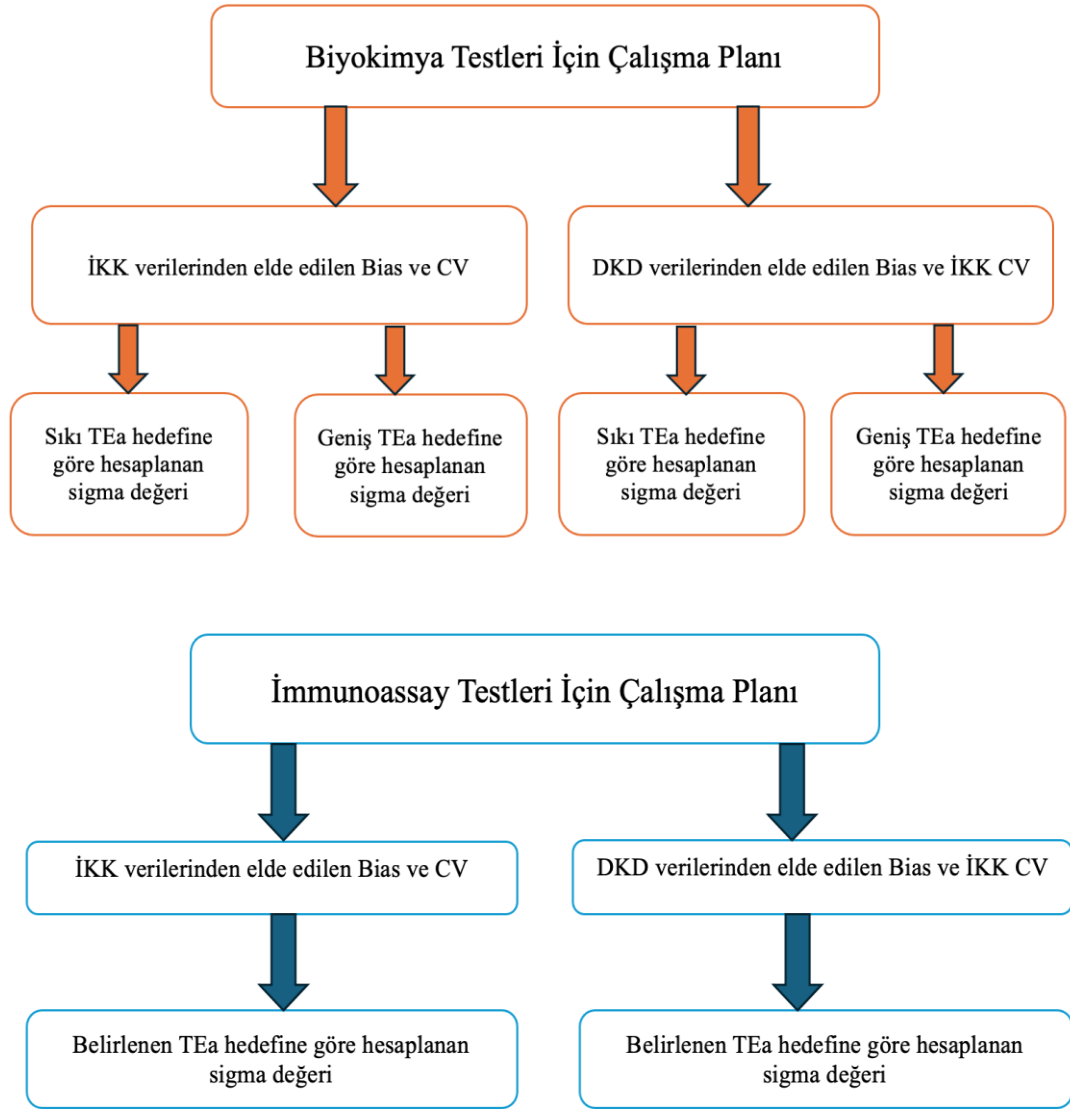 Biyokimya Testleri İçin Çalışma Planı
İKK verilerinden elde edilen Bias ve CV
DKD verilerinden elde edilen Bias ve İKK CV
Sıkı TEa hedefine
göre hesaplanan
sigma değeri
Geniş TEa hedefine
göre hesaplanan
sigma değeri
Sıkı TEa hedefine
göre hesaplanan
sigma değeri
Geniş TEa hedefine
göre hesaplanan
sigma değeri
İmmunoassay Testleri İçin Çalışma Planı
İKK verilerinden elde edilen Bias ve CV
DKD verilerinden elde edilen Bias ve İKK CV
Belirlenen TEa hedefine göre hesaplanan
sigma değeri
Belirlenen TEa hedefine göre hesaplanan
sigma değeri